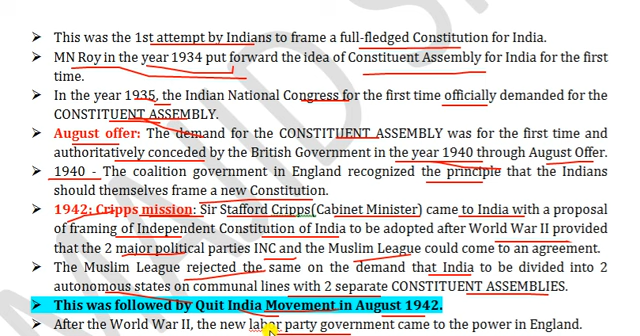 ➤ This was the 1st attempt by Indians to frame a full-fledged Constitution for India.
➤ MN Roy in the year 1934 put forward the idea of Constituent Assembly for India for the first
time.
➤ In the year 1935, the Indian National Congress for the first time officially demanded for the
CONSTITUENT ASSEMBLY.
➤ August offer: The demand for the CONSTITUENT ASSEMBLY was for the first time and
authoritatively conceded by the British Government in the year 1940 through August Offer.
➤ 1940 - The coalition government in England recognized the principle that the Indians
should themselves frame a new Constitution.
➤ 1942: Cripps mission: Sir Stafford Cripps(Cabinet Minister) came to India with a proposal
of framing of Independent Constitution of India to be adopted after World War II provided
that the 2 major political parties INC and the Muslim League could come to an agreement.
➤ The Muslim League rejected the same on the demand that India to be divided into 2
autonomous states on communal lines with 2 separate CONSTITUENT ASSEMBLIES.
➤ This was followed by Quit India Movement in August 1942.
➤ After the World War II, the new labor party government came to the power in England.